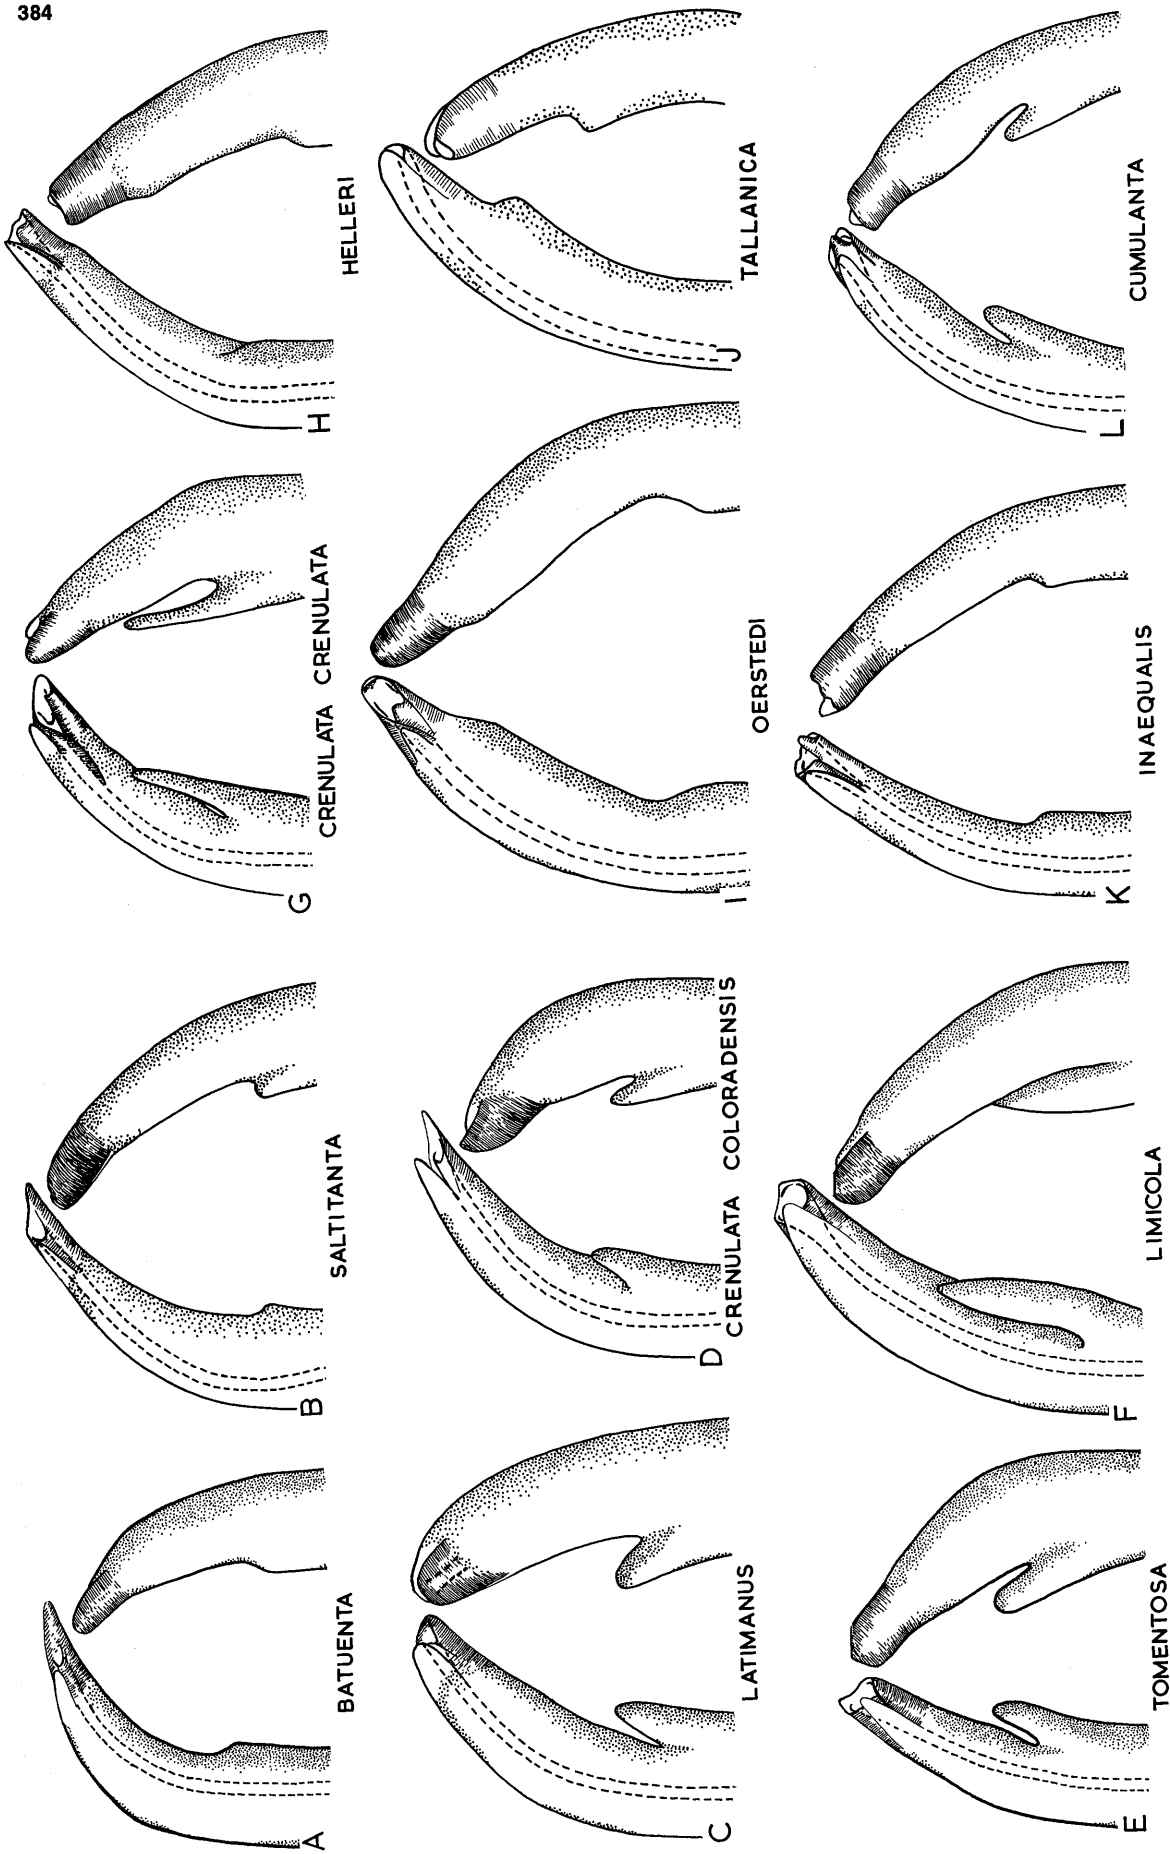 384
A
BATUENTA
B
SALTITANTA
C
LATIMANUS
D
CRENULATA COLORADENSIS
E
TOMENTOSA
F
LIMICOLA
G
CRENULATA CRENULATA
H
HELLERI
I
OERSTEDI
J
TALLANICA
K
INAEQUALIS
L
CUMULANTA